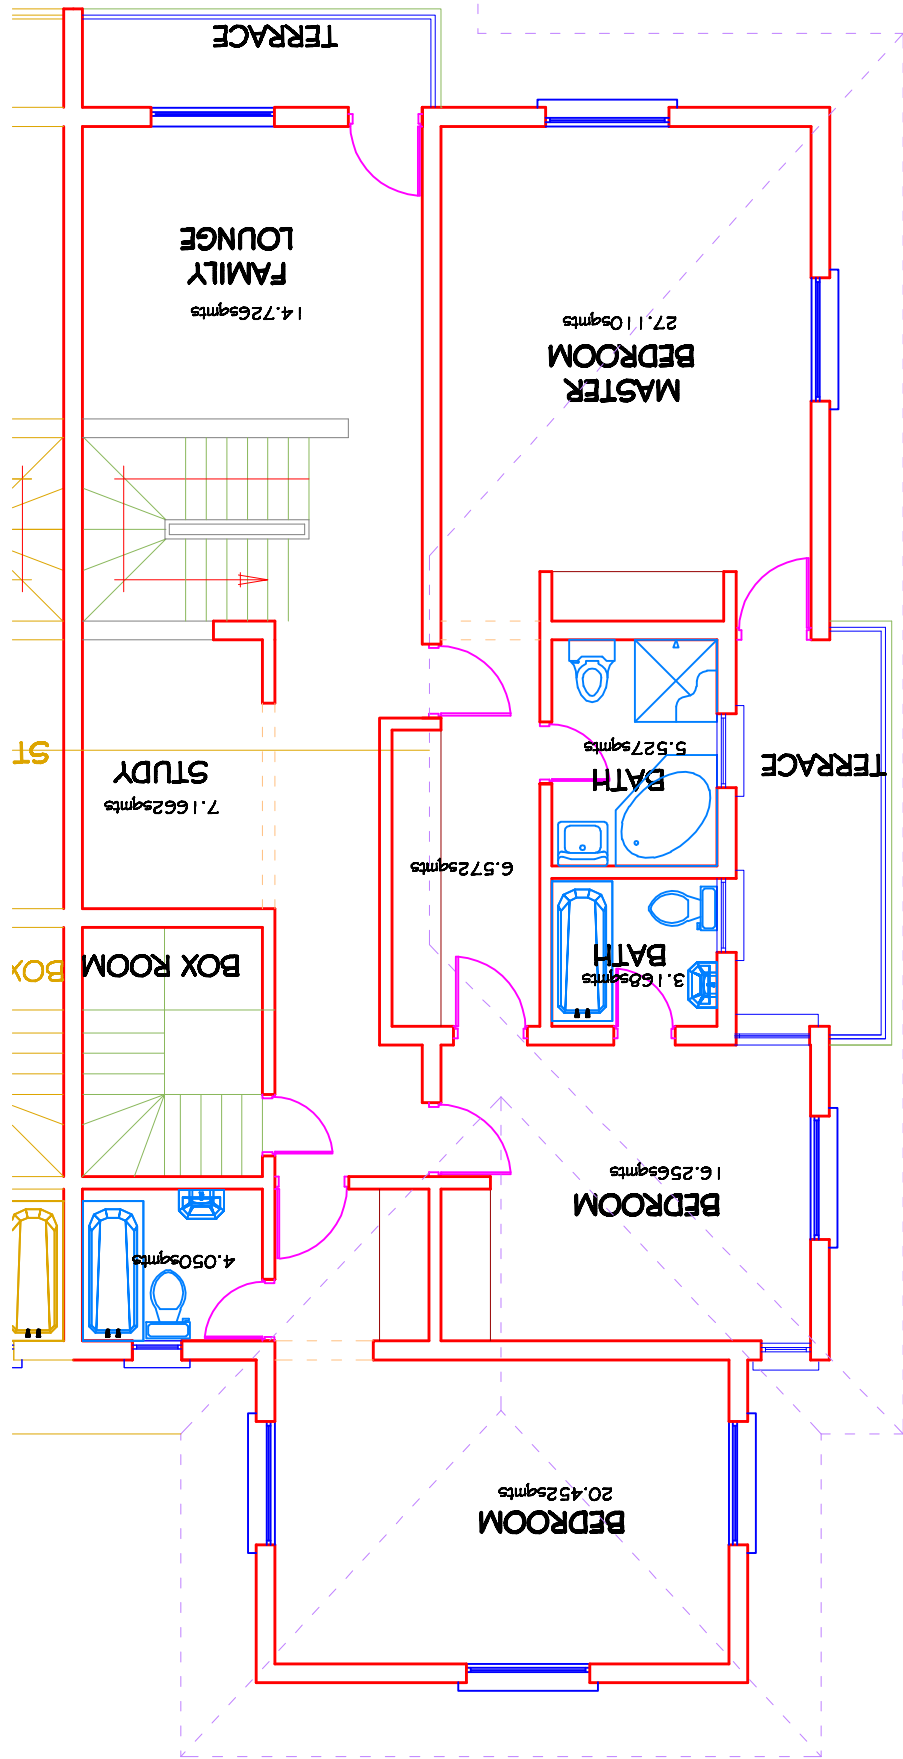 BEDROOM
20.452sqmts
4.050sqmts
BEDROOM
16.256sqmts
3.168sqmts
BATH
BOX ROOM
BOX
6.572sqmts
7.1662sqmts
STUDY
ST
BATH
5.527sqmts
TERRACE
MASTER
BEDROOM
27.110sqmts
14.726sqmts
FAMILY
LOUNGE
TERRACE